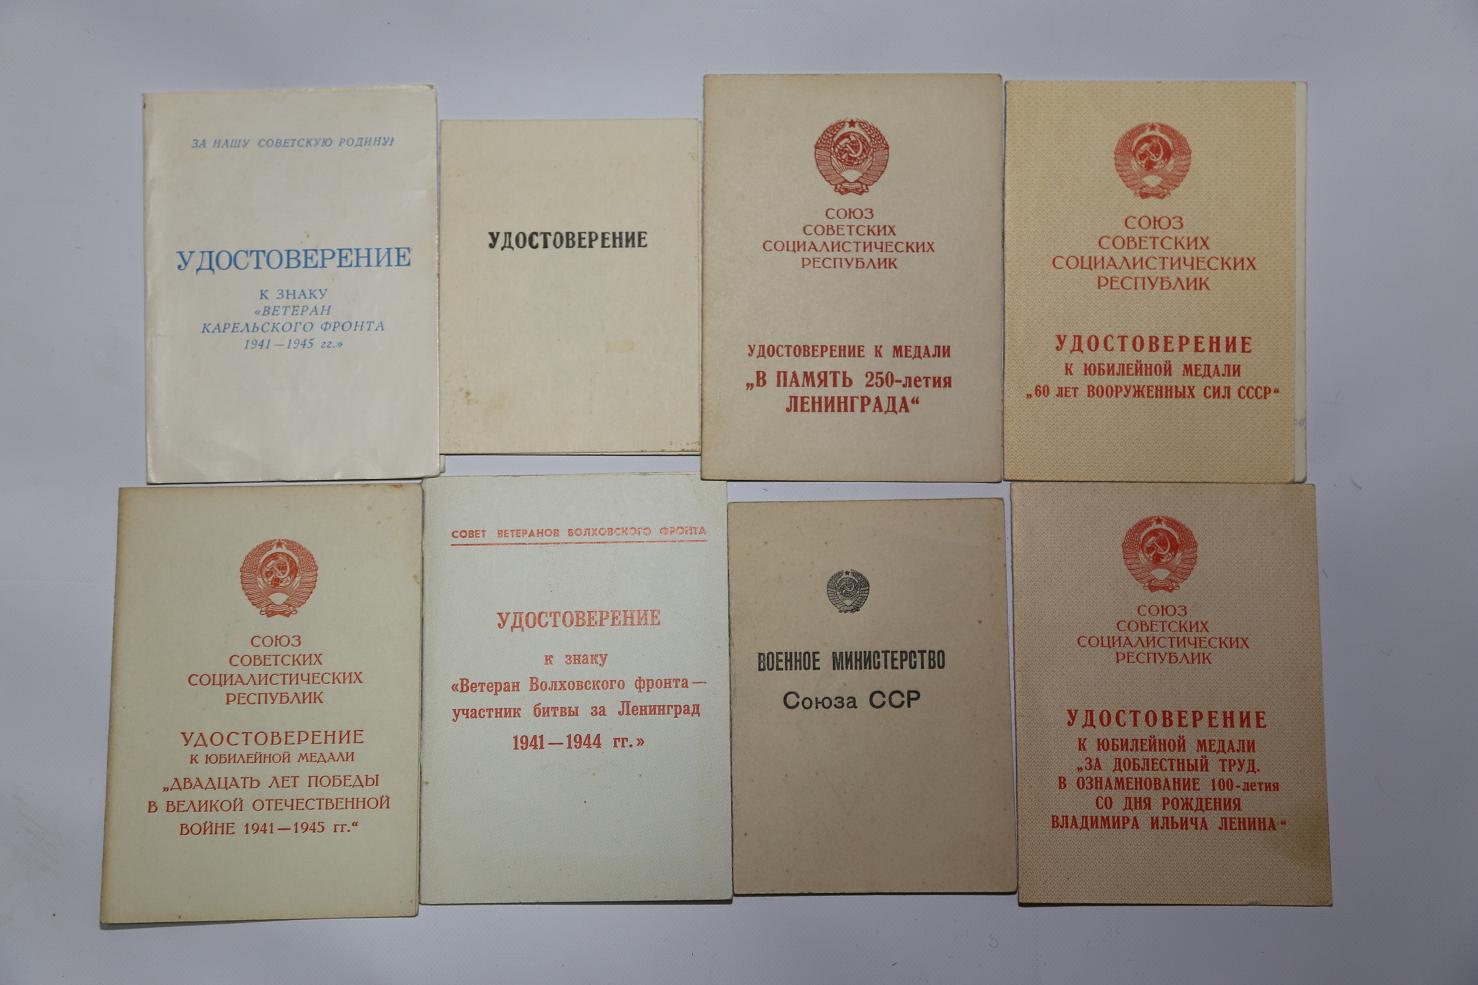 ЗА НАШУ СОВЕТСКУЮ РОДИНУ!
УДОСТОВЕРЕНИЕ
К ЗНАКУ
«ВЕТЕРАН
КАРЕЛЬСКОГО ФРОНТА
1941—1945 гг.»
УДОСТОВЕРЕНИЕ
СОЮЗ
СОВЕТСКИХ
СОЦИАЛИСТИЧЕСКИХ
РЕСПУБЛИК
УДОСТОВЕРЕНИЕ К МЕДАЛИ
„В ПАМЯТЬ 250-летия
ЛЕНИНГРАДА“
СОЮЗ
СОВЕТСКИХ
СОЦИАЛИСТИЧЕСКИХ
РЕСПУБЛИК
УДОСТОВЕРЕНИЕ
К ЮБИЛЕЙНОЙ МЕДАЛИ
„60 ЛЕТ ВООРУЖЕННЫХ СИЛ СССР“
СОЮЗ
СОВЕТСКИХ
СОЦИАЛИСТИЧЕСКИХ
РЕСПУБЛИК
УДОСТОВЕРЕНИЕ
К ЮБИЛЕЙНОЙ МЕДАЛИ
„ДВАДЦАТЬ ЛЕТ ПОБЕДЫ
В ВЕЛИКОЙ ОТЕЧЕСТВЕННОЙ
ВОЙНЕ 1941—1945 гг.“
СОВЕТ ВЕТЕРАНОВ ВОЛХОВСКОГО ФРОНТА
УДОСТОВЕРЕНИЕ
к знаку
«Ветеран Волховского фронта—
участник битвы за Ленинград
1941—1944 гг.»
ВОЕННОЕ МИНИСТЕРСТВО
Союза ССР
СОЮЗ
СОВЕТСКИХ
СОЦИАЛИСТИЧЕСКИХ
РЕСПУБЛИК
УДОСТОВЕРЕНИЕ
К ЮБИЛЕЙНОЙ МЕДАЛИ
„ЗА ДОБЛЕСТНЫЙ ТРУД.
В ОЗНАМЕНОВАНИЕ 100-летия
СО ДНЯ РОЖДЕНИЯ
ВЛАДИМИРА ИЛЬИЧА ЛЕНИНА“